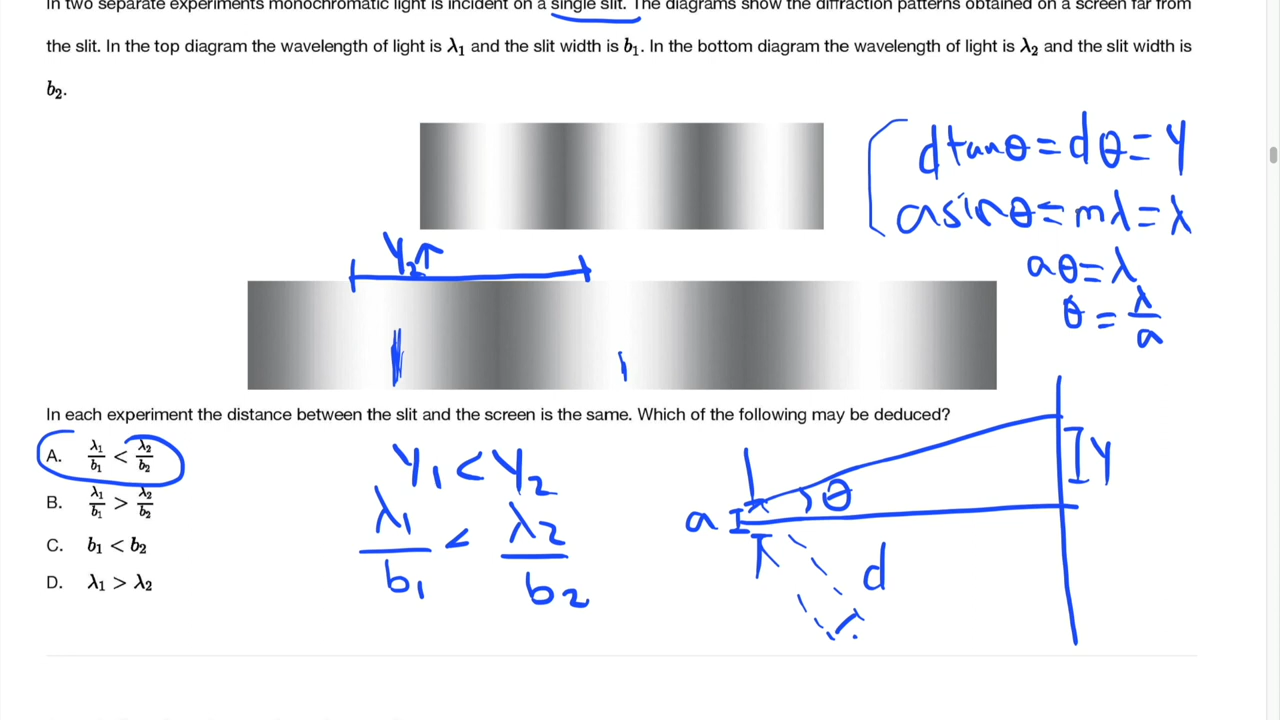 In two separate experiments monochromatic light is incident on a single slit. The diagrams show the diffraction patterns obtained on a screen far from
the slit. In the top diagram the wavelength of light is λ₁ and the slit width is b₁. In the bottom diagram the wavelength of light is λ₂ and the slit width is
b₂.
d tanθ = dθ = y
a sinθ = mλ = λ
aθ = λ
θ = λ/a
y₂↑
In each experiment the distance between the slit and the screen is the same. Which of the following may be deduced?
A. λ₁/b₁ < λ₂/b₂
B. λ₁/b₁ > λ₂/b₂
C. b₁ < b₂
D. λ₁ > λ₂
y₁ < y₂
λ₁/b₁ < λ₂/b₂
a
θ
y
d